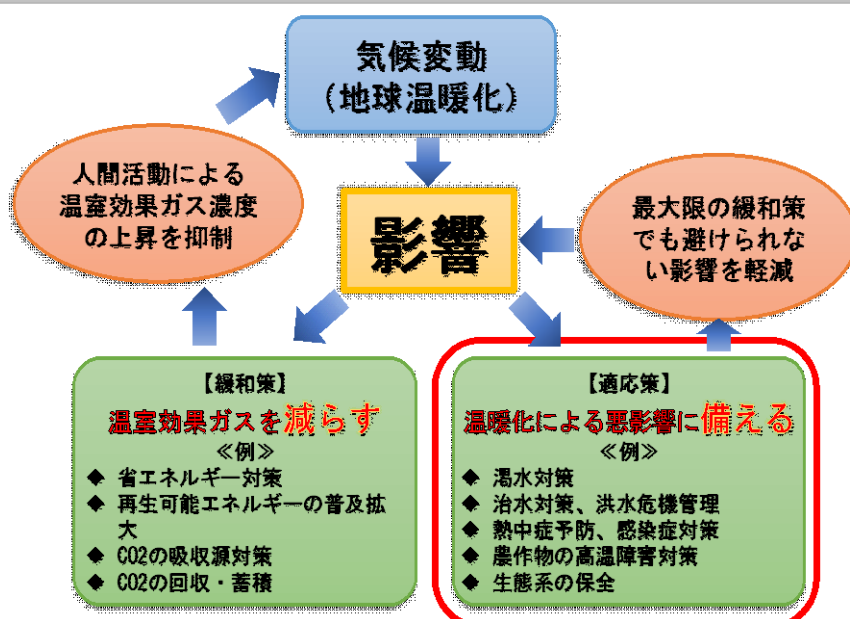 気候変動
（地球温暖化）
人間活動による
温室効果ガス濃度
の上昇を抑制
影響
最大限の緩和策
でも避けられな
い影響を軽減
【緩和策】
温室効果ガスを減らす
≪例≫
◆ 省エネルギー対策
◆ 再生可能エネルギーの普及拡
大
◆ CO2の吸収源対策
◆ CO2の回収・蓄積
【適応策】
温暖化による悪影響に備える
≪例≫
◆ 渇水対策
◆ 治水対策、洪水危機管理
◆ 熱中症予防、感染症対策
◆ 農作物の高温障害対策
◆ 生態系の保全